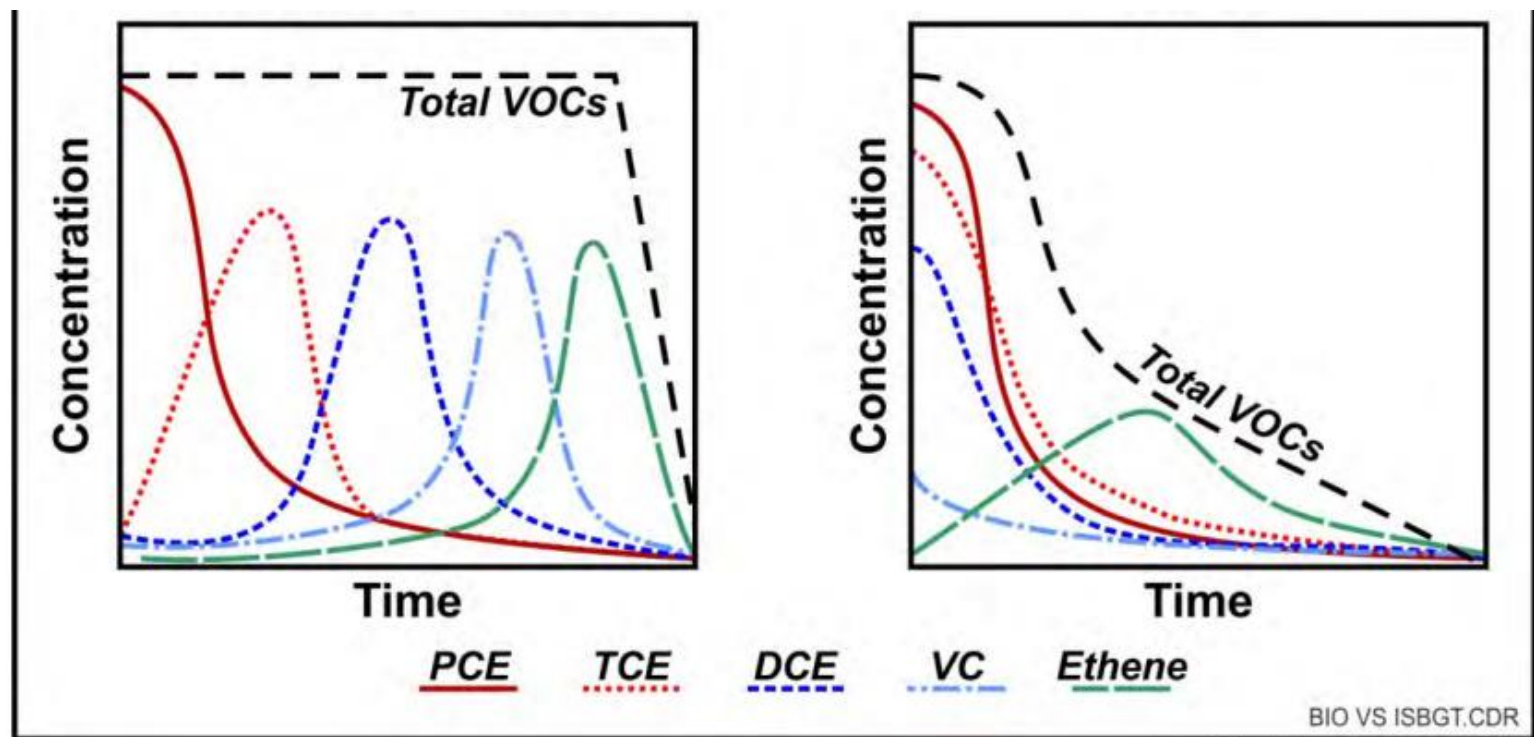 Total VOCs
Concentration
Time
Total VOCs
Concentration
Time
PCE TCE DCE VC Ethene
BIO VS ISBGT.CDR